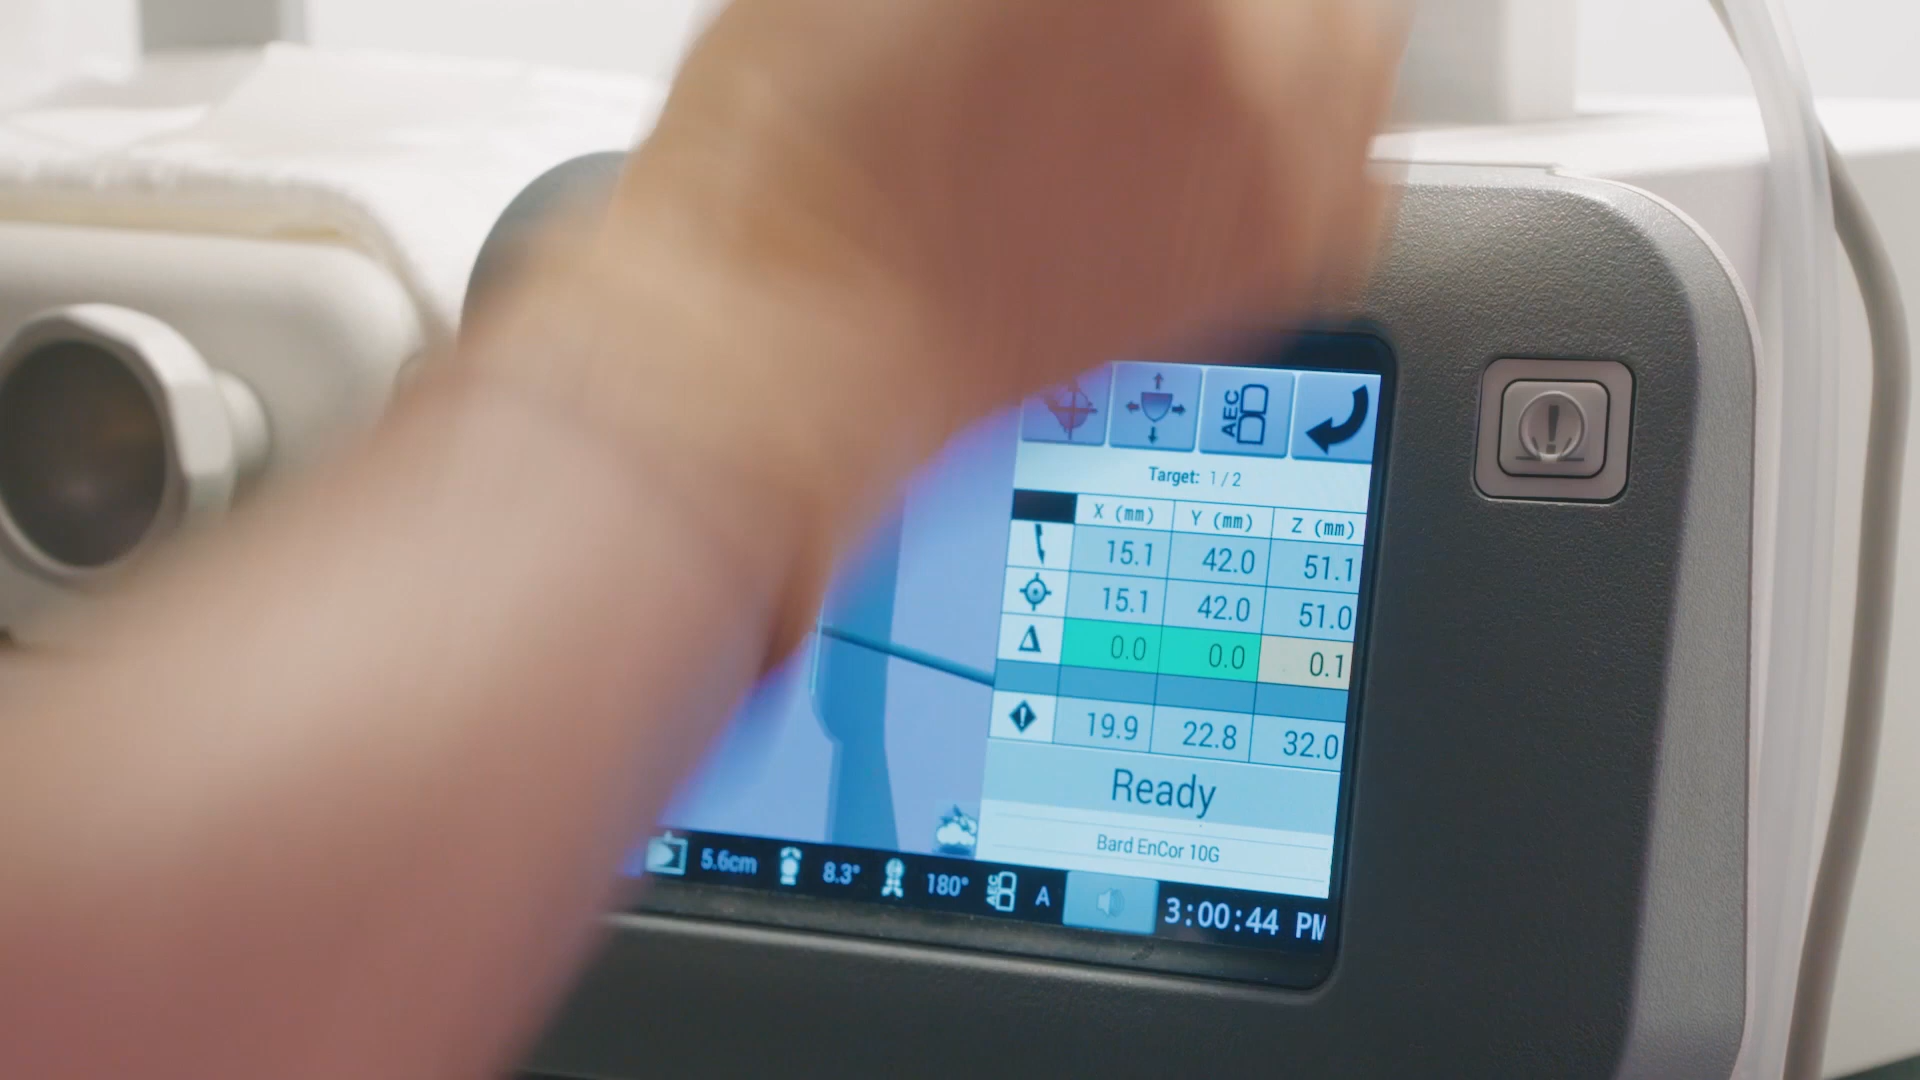 AEC
Target: 1/2
X (mm) Y (mm) Z (mm)
15.1 42.0 51.1
15.1 42.0 51.0
Δ 0.0 0.0 0.1
! 19.9 22.8 32.0
Ready
Bard EnCor 10G
5.6cm 8.3° 180° AEC A 3:00:44 PM
!